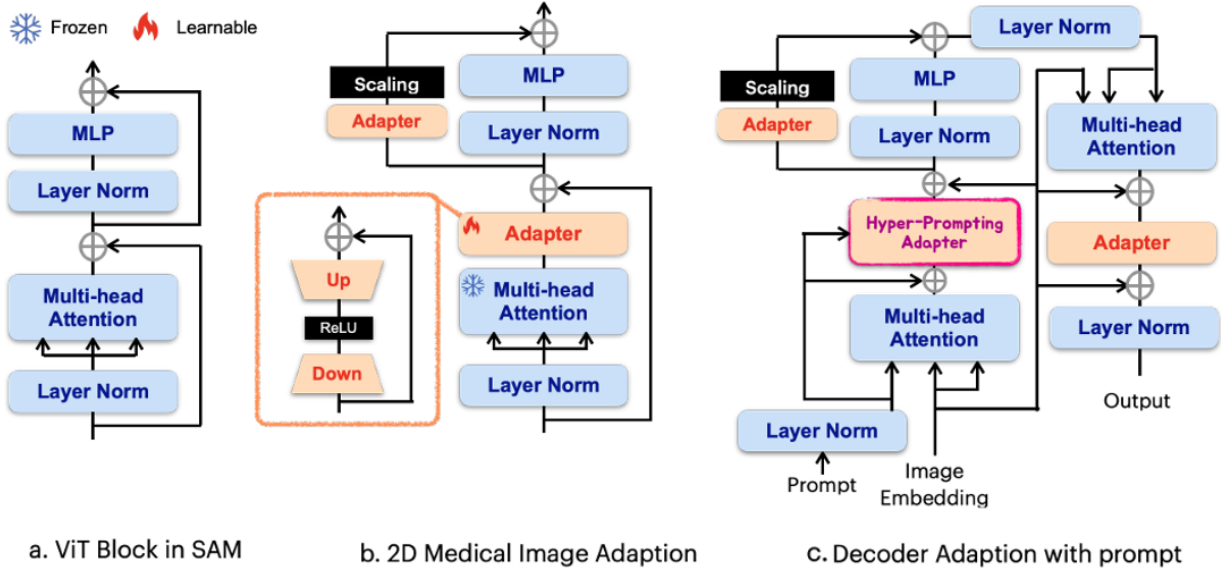 Frozen
Learnable
MLP
Layer Norm
Multi-head
Attention
Layer Norm
a. ViT Block in SAM
Scaling
Adapter
MLP
Layer Norm
Adapter
Multi-head
Attention
Layer Norm
Up
ReLU
Down
b. 2D Medical Image Adaption
Scaling
Adapter
MLP
Layer Norm
Hyper-Prompting
Adapter
Multi-head
Attention
Layer Norm
Prompt
Image
Embedding
Layer Norm
Multi-head
Attention
Adapter
Layer Norm
Output
c. Decoder Adaption with prompt